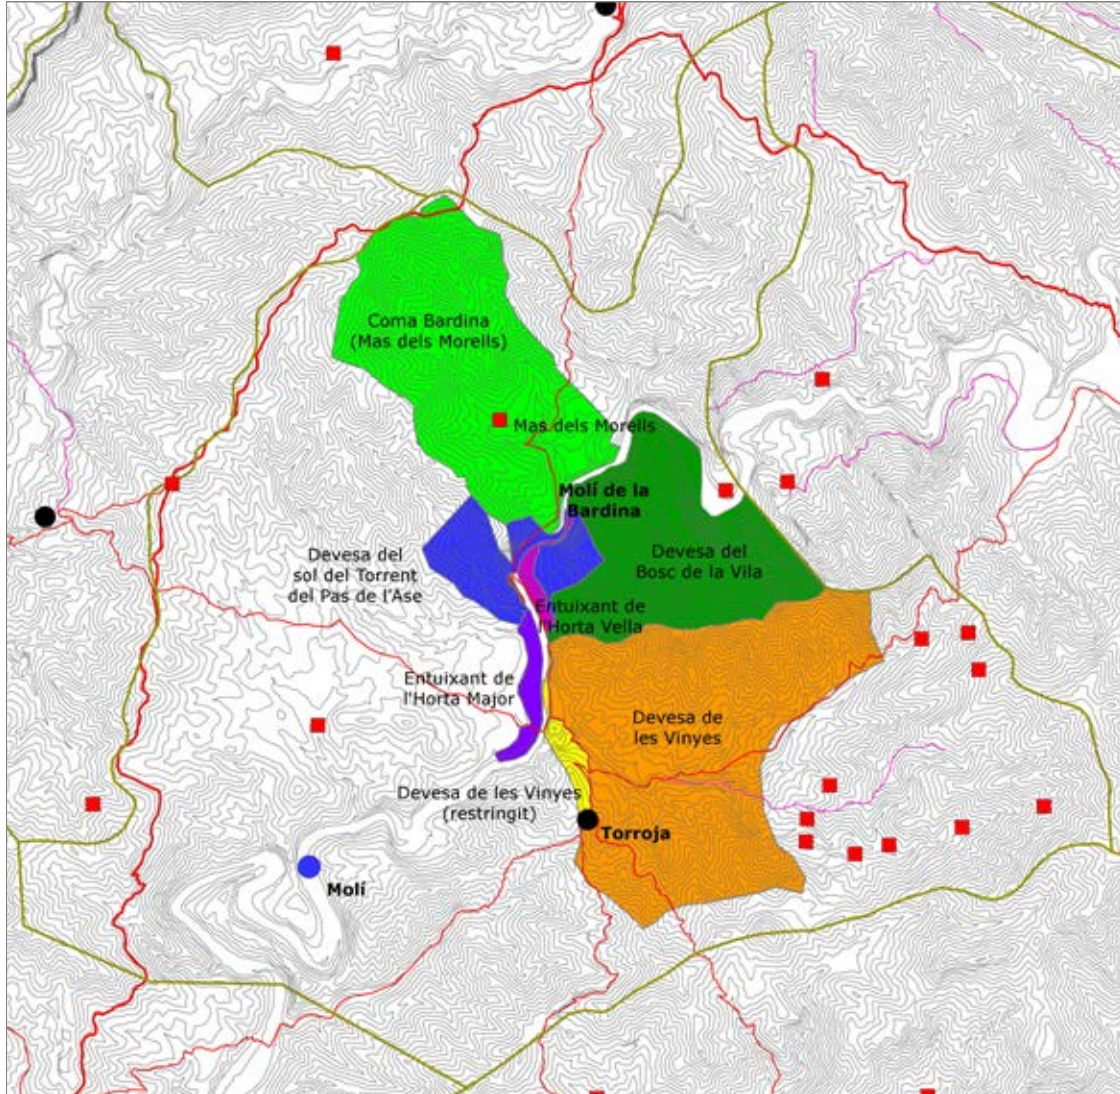 Coma Bardina
(Mas dels Morells)
Mas dels Morells
Molí de la
Bardina
Devesa del
sol del Torrent
del Pas de l'Ase
Devesa del
Bosc de la Vila
Entuixant de
l'Horta Vella
Entuixant de
l'Horta Major
Devesa de
les Vinyes
Devesa de les Vinyes
(restringit)
Torroja
Molí